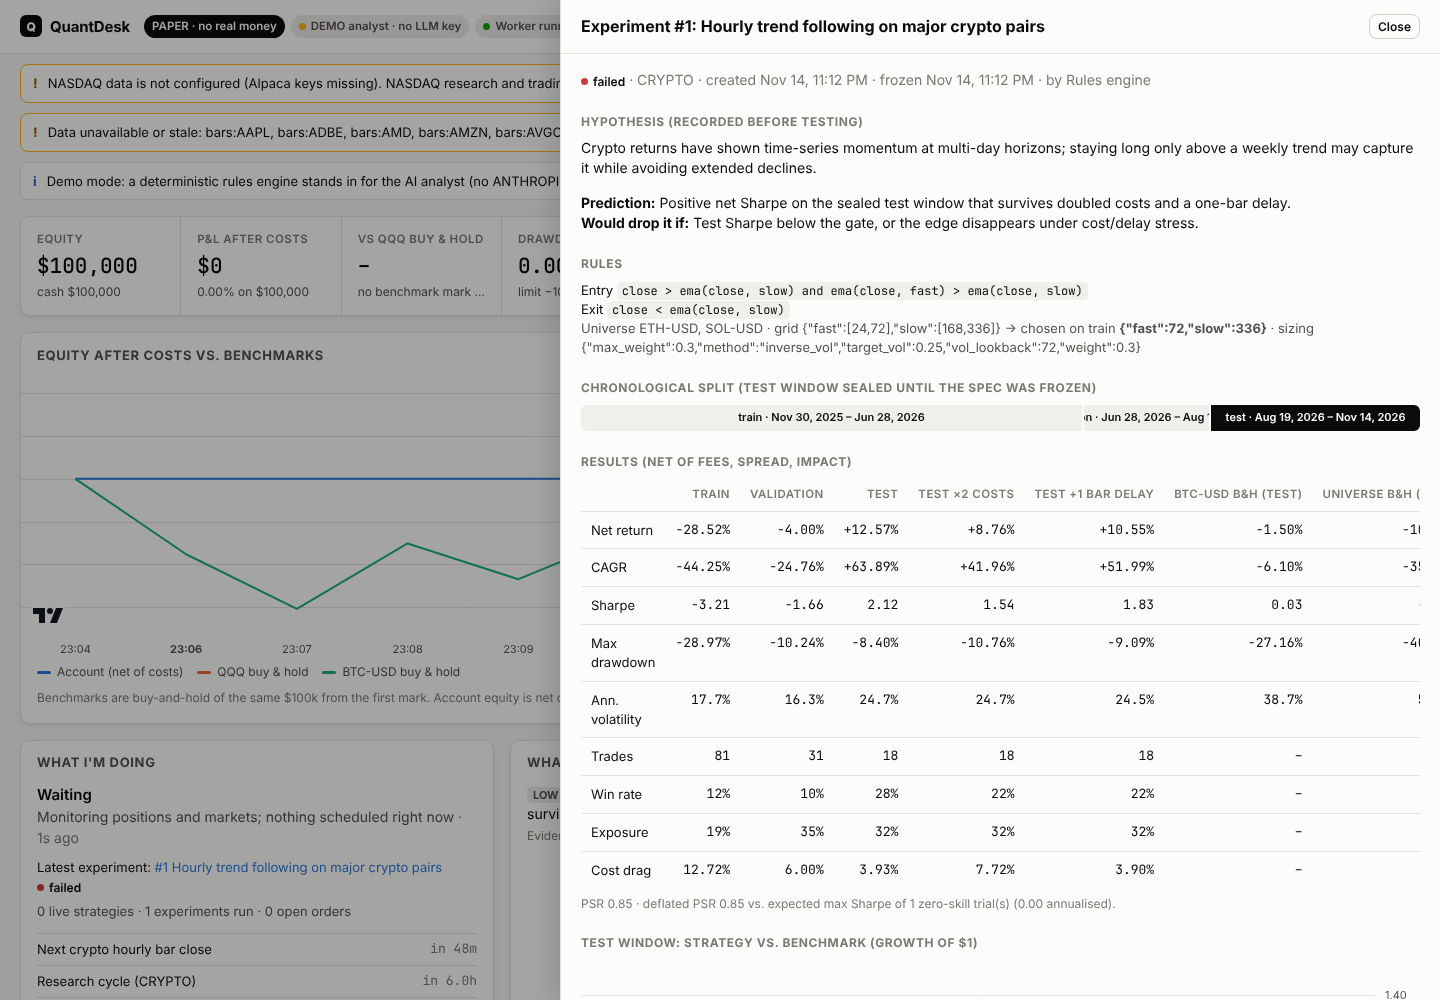 Q QuantDesk PAPER · no real money DEMO analyst · no LLM key Worker runn
! NASDAQ data is not configured (Alpaca keys missing). NASDAQ research and tradin
! Data unavailable or stale: bars:AAPL, bars:ADBE, bars:AMD, bars:AMZN, bars:AVGO
i Demo mode: a deterministic rules engine stands in for the AI analyst (no ANTHROPI
EQUITY
$100,000
cash $100,000
P&L AFTER COSTS
$0
0.00% on $100,000
VS QQQ BUY & HOLD
–
no benchmark mark ...
DRAWD
0.00
limit −10
EQUITY AFTER COSTS VS. BENCHMARKS
23:04 23:06 23:07 23:08 23:09
Account (net of costs) QQQ buy & hold BTC-USD buy & hold
Benchmarks are buy-and-hold of the same $100k from the first mark. Account equity is net o
WHAT I'M DOING
Waiting
Monitoring positions and markets; nothing scheduled right now ·
1s ago
Latest experiment: #1 Hourly trend following on major crypto pairs
failed
0 live strategies · 1 experiments run · 0 open orders
Next crypto hourly bar close in 48m
Research cycle (CRYPTO) in 6.0h
WHA
LOW
survi
Evider
Experiment #1: Hourly trend following on major crypto pairs Close
failed · CRYPTO · created Nov 14, 11:12 PM · frozen Nov 14, 11:12 PM · by Rules engine
HYPOTHESIS (RECORDED BEFORE TESTING)
Crypto returns have shown time-series momentum at multi-day horizons; staying long only above a weekly trend may capture
it while avoiding extended declines.
Prediction: Positive net Sharpe on the sealed test window that survives doubled costs and a one-bar delay.
Would drop it if: Test Sharpe below the gate, or the edge disappears under cost/delay stress.
RULES
Entry close > ema(close, slow) and ema(close, fast) > ema(close, slow)
Exit close < ema(close, slow)
Universe ETH-USD, SOL-USD · grid {"fast":[24,72],"slow":[168,336]} → chosen on train {"fast":72,"slow":336} · sizing
{"max_weight":0.3,"method":"inverse_vol","target_vol":0.25,"vol_lookback":72,"weight":0.3}
CHRONOLOGICAL SPLIT (TEST WINDOW SEALED UNTIL THE SPEC WAS FROZEN)
train · Nov 30, 2025 – Jun 28, 2026 n · Jun 28, 2026 – Aug test · Aug 19, 2026 – Nov 14, 2026
RESULTS (NET OF FEES, SPREAD, IMPACT)
TRAIN VALIDATION TEST TEST ×2 COSTS TEST +1 BAR DELAY BTC-USD B&H (TEST) UNIVERSE B&H (
Net return -28.52% -4.00% +12.57% +8.76% +10.55% -1.50% -10
CAGR -44.25% -24.76% +63.89% +41.96% +51.99% -6.10% -35
Sharpe -3.21 -1.66 2.12 1.54 1.83 0.03 -
Max
drawdown -28.97% -10.24% -8.40% -10.76% -9.09% -27.16% -40
Ann.
volatility 17.7% 16.3% 24.7% 24.7% 24.5% 38.7%
Trades 81 31 18 18 18 –
Win rate 12% 10% 28% 22% 22% –
Exposure 19% 35% 32% 32% 32% –
Cost drag 12.72% 6.00% 3.93% 7.72% 3.90% –
PSR 0.85 · deflated PSR 0.85 vs. expected max Sharpe of 1 zero-skill trial(s) (0.00 annualised).
TEST WINDOW: STRATEGY VS. BENCHMARK (GROWTH OF $1)
1.40